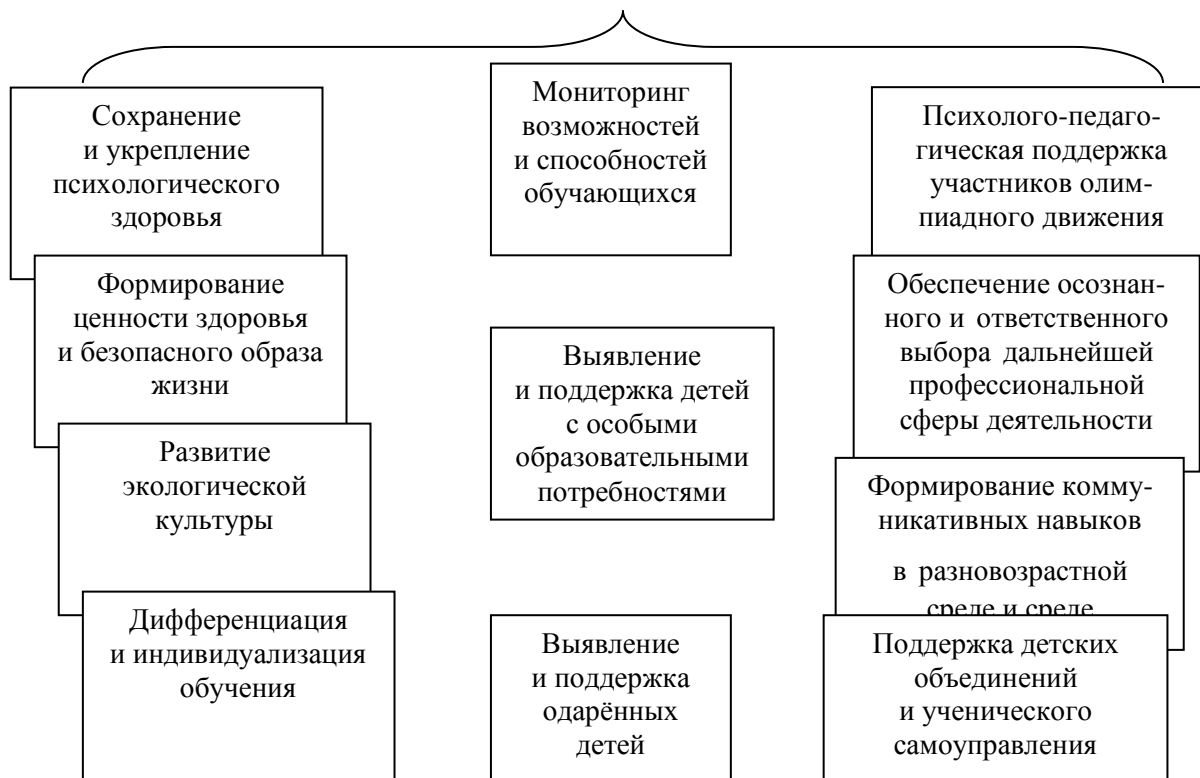 Сохранение
и укрепление
психологического
здоровья
Формирование
ценности здоровья
и безопасного образа
жизни
Развитие
экологической
культуры
Дифференциация
и индивидуализация
обучения
Мониторинг
возможностей
и способностей
обучающихся
Выявление
и поддержка детей
с особыми
образовательными
потребностями
Выявление
и поддержка
одарённых
детей
Психолого-педаго-
гическая поддержка
участников олим-
пиадного движения
Обеспечение осознан-
ного и ответственного
выбора дальнейшей
профессиональной
сферы деятельности
Формирование комму-
никативных навыков
в разновозрастной
среде и среде
Поддержка детских
объединений
и ученического
самоуправления